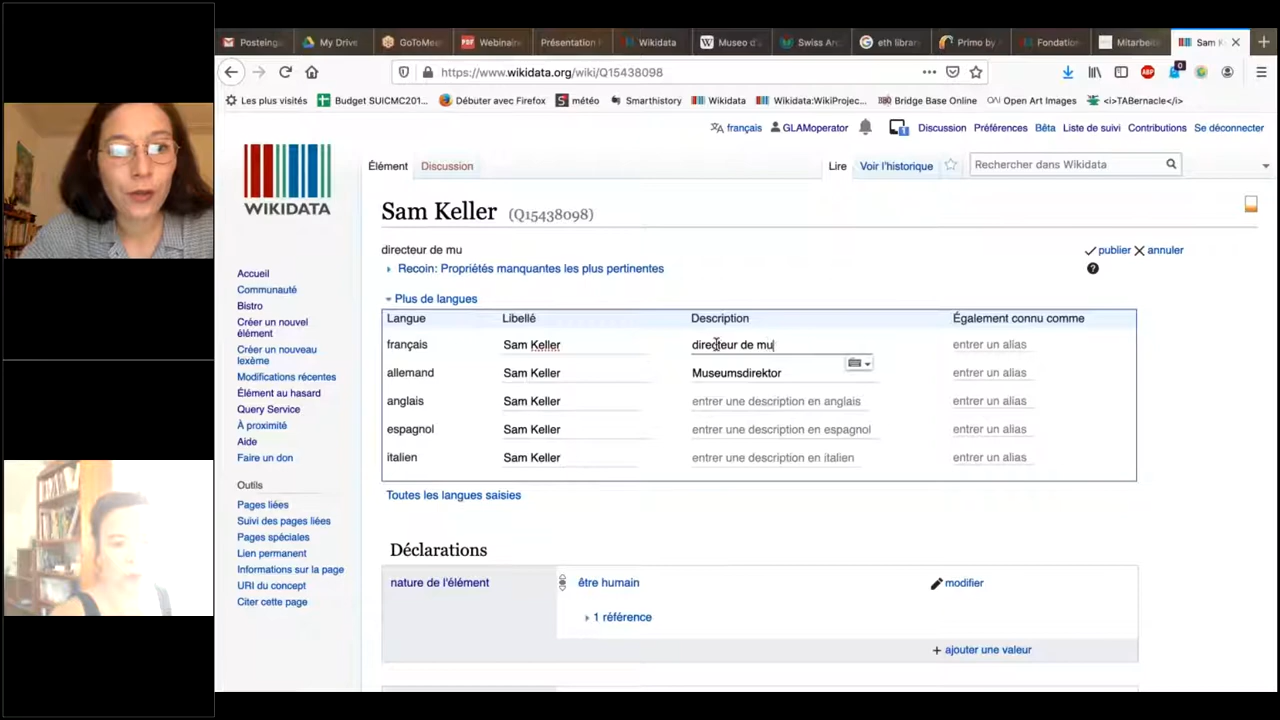 Posteing
My Drive
GoToMee
Webinaire
Présentation
Wikidata
Museo d'
Swiss Arc
eth librar
Primo by
Fondation
Mitarbeite
Sam K
https://www.wikidata.org/wiki/Q15438098
Les plus visités
Budget SUICMC201...
Débuter avec Firefox
météo
Smarthistory
Wikidata
Wikidata:WikiProjec...
Bridge Base Online
Open Art Images
<i>TABernacle</i>
français
GLAMoperator
Discussion
Préférences
Bêta
Liste de suivi
Contributions
Se déconnecter
WIKIDATA
Élément
Discussion
Lire
Voir l'historique
Rechercher dans Wikidata
Sam Keller (Q15438098)
directeur de mu
publier
annuler
Recoin: Propriétés manquantes les plus pertinentes
Plus de langues
Langue Libellé Description Également connu comme
français Sam Keller directeur de mu entrer un alias
allemand Sam Keller Museumsdirektor entrer un alias
anglais Sam Keller entrer une description en anglais entrer un alias
espagnol Sam Keller entrer une description en espagnol entrer un alias
italien Sam Keller entrer une description en italien entrer un alias
Toutes les langues saisies
Accueil
Communauté
Bistro
Créer un nouvel
élément
Créer un nouveau
lexème
Modifications récentes
Élément au hasard
Query Service
À proximité
Aide
Faire un don
Outils
Pages liées
Suivi des pages liées
Pages spéciales
Lien permanent
Informations sur la page
URI du concept
Citer cette page
Déclarations
nature de l'élément
être humain
modifier
1 référence
+ ajouter une valeur